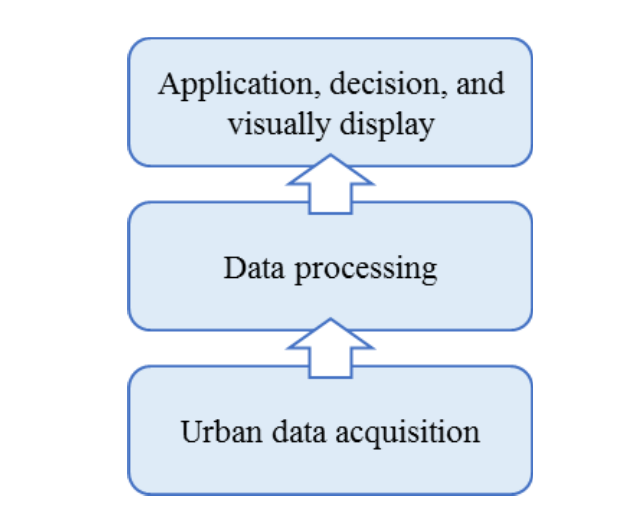 Application, decision, and
visually display
Data processing
Urban data acquisition